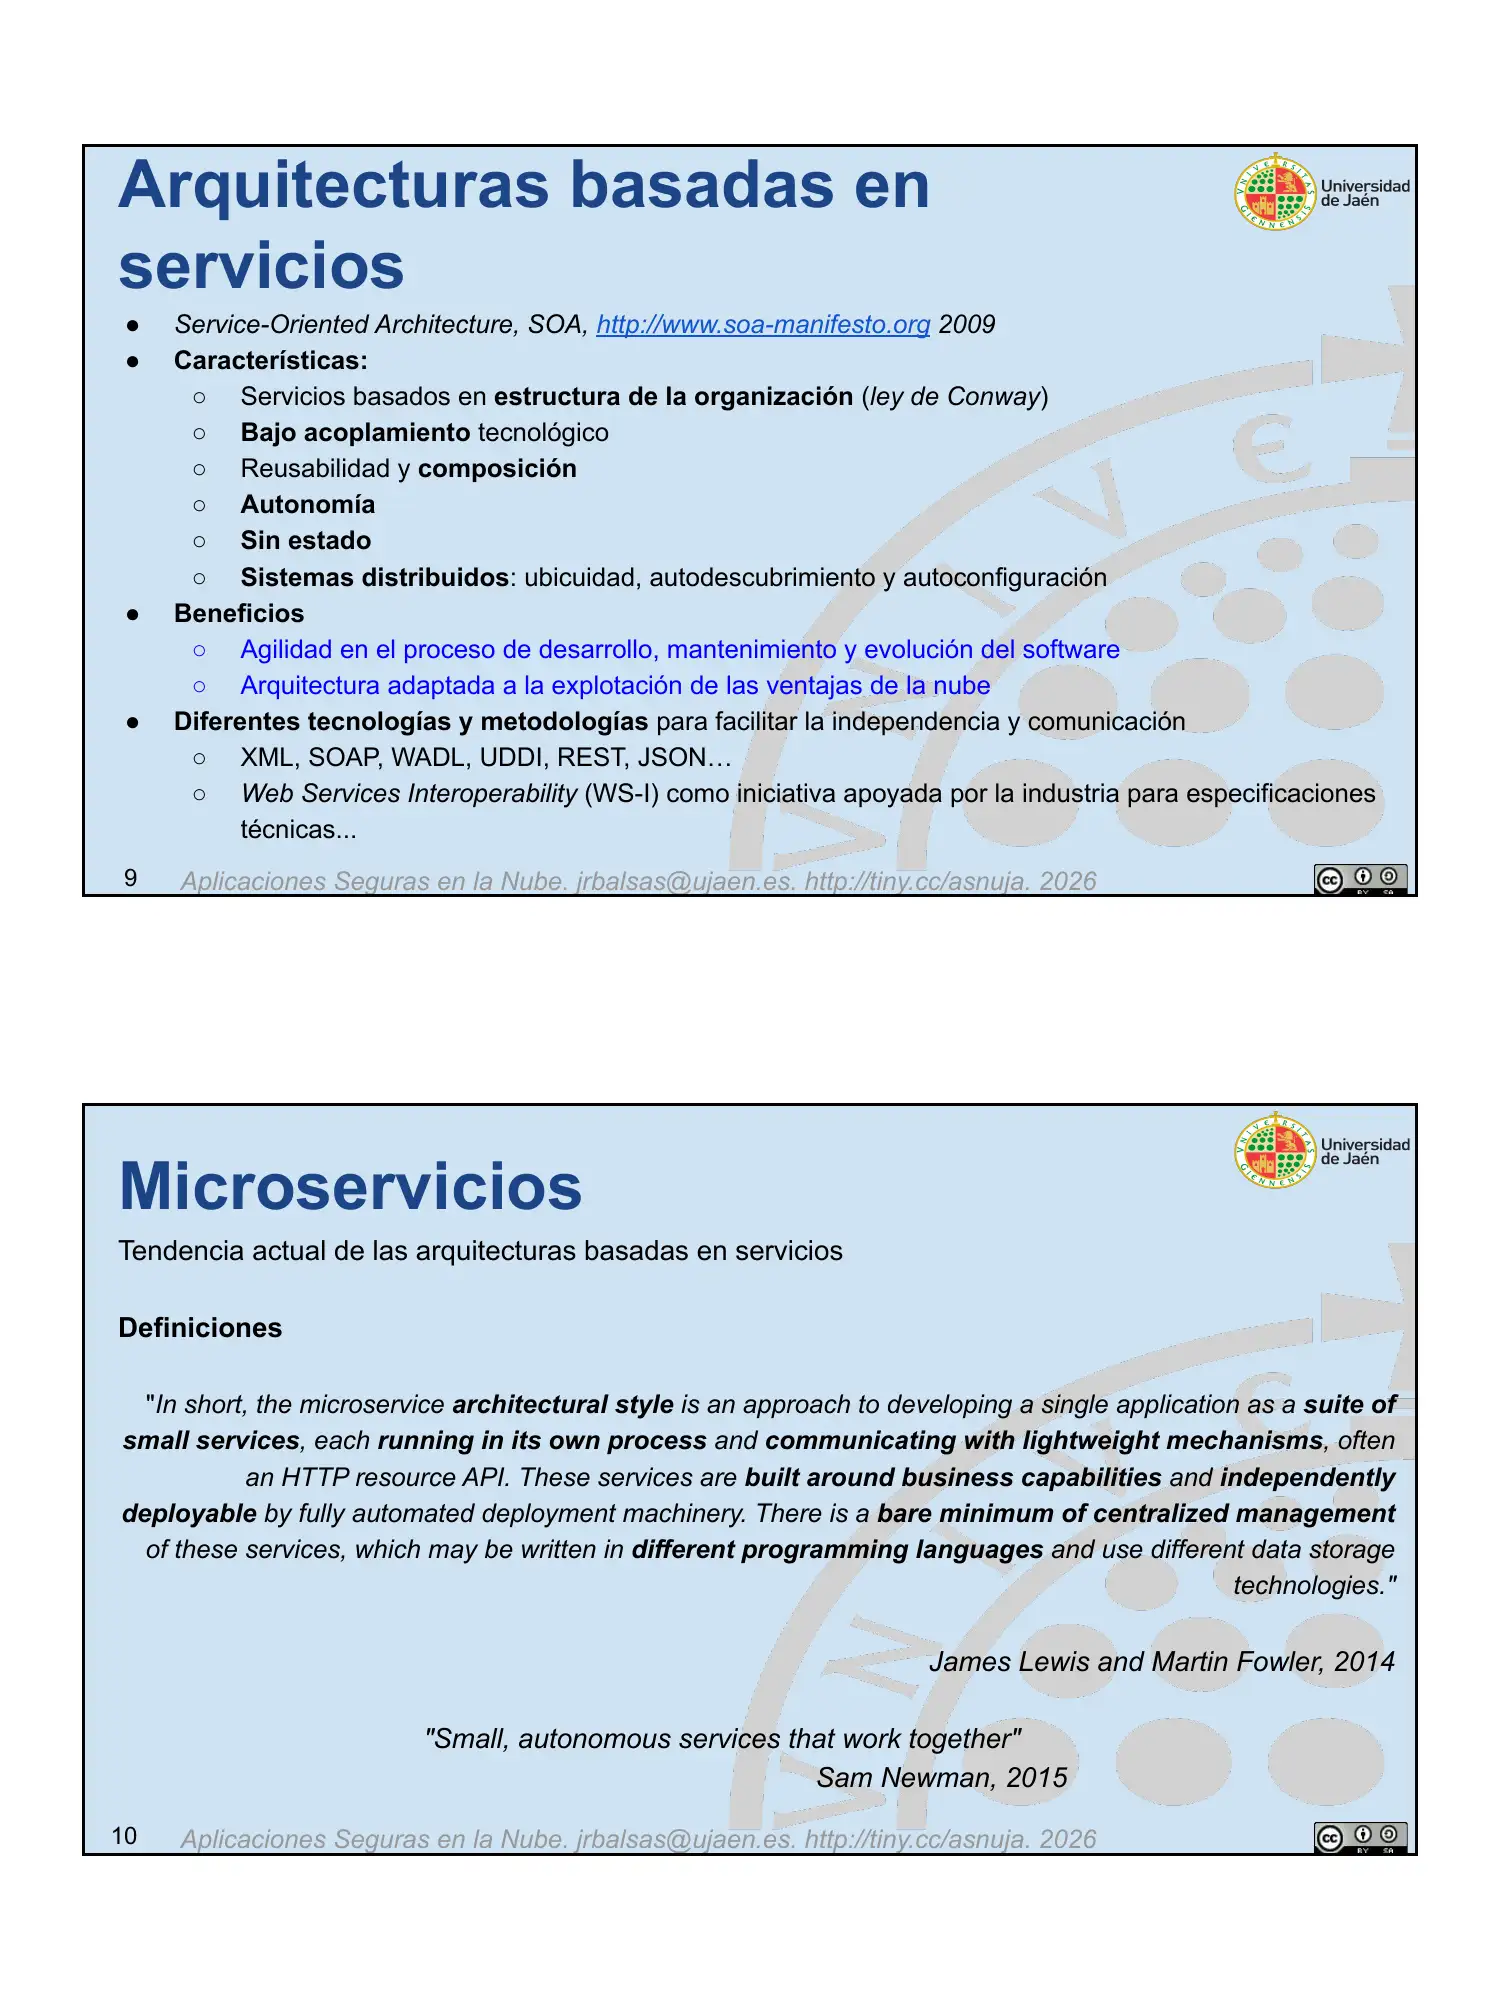 Arquitecturas basadas en
servicios
Universidad
de Jaén
● Service-Oriented Architecture, SOA, http://www.soa-manifesto.org 2009
● Características:
○ Servicios basados en estructura de la organización (ley de Conway)
○ Bajo acoplamiento tecnológico
○ Reusabilidad y composición
○ Autonomía
○ Sin estado
○ Sistemas distribuidos: ubicuidad, autodescubrimiento y autoconfiguración
● Beneficios
○ Agilidad en el proceso de desarrollo, mantenimiento y evolución del software
○ Arquitectura adaptada a la explotación de las ventajas de la nube
● Diferentes tecnologías y metodologías para facilitar la independencia y comunicación
○ XML, SOAP, WADL, UDDI, REST, JSON…
○ Web Services Interoperability (WS-I) como iniciativa apoyada por la industria para especificaciones
técnicas...
9 Aplicaciones Seguras en la Nube. jrbalsas@ujaen.es. http://tiny.cc/asnuja. 2026
cc BY SA
Microservicios
Universidad
de Jaén
Tendencia actual de las arquitecturas basadas en servicios
Definiciones
"In short, the microservice architectural style is an approach to developing a single application as a suite of
small services, each running in its own process and communicating with lightweight mechanisms, often
an HTTP resource API. These services are built around business capabilities and independently
deployable by fully automated deployment machinery. There is a bare minimum of centralized management
of these services, which may be written in different programming languages and use different data storage
technologies."
James Lewis and Martin Fowler, 2014
"Small, autonomous services that work together"
Sam Newman, 2015
10 Aplicaciones Seguras en la Nube. jrbalsas@ujaen.es. http://tiny.cc/asnuja. 2026
cc BY SA